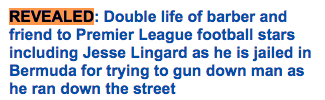 REVEALED: Double life of barber and
friend to Premier League football stars
including Jesse Lingard as he is jailed in
Bermuda for trying to gun down man as
he ran down the street